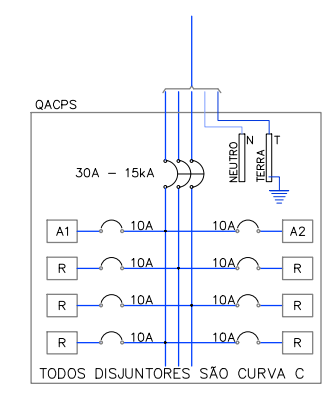 QACPS
N T
NEUTRO
TERRA
30A – 15kA
A1 10A 10A A2
R 10A 10A R
R 10A 10A R
R 10A 10A R
TODOS DISJUNTORES SÃO CURVA C